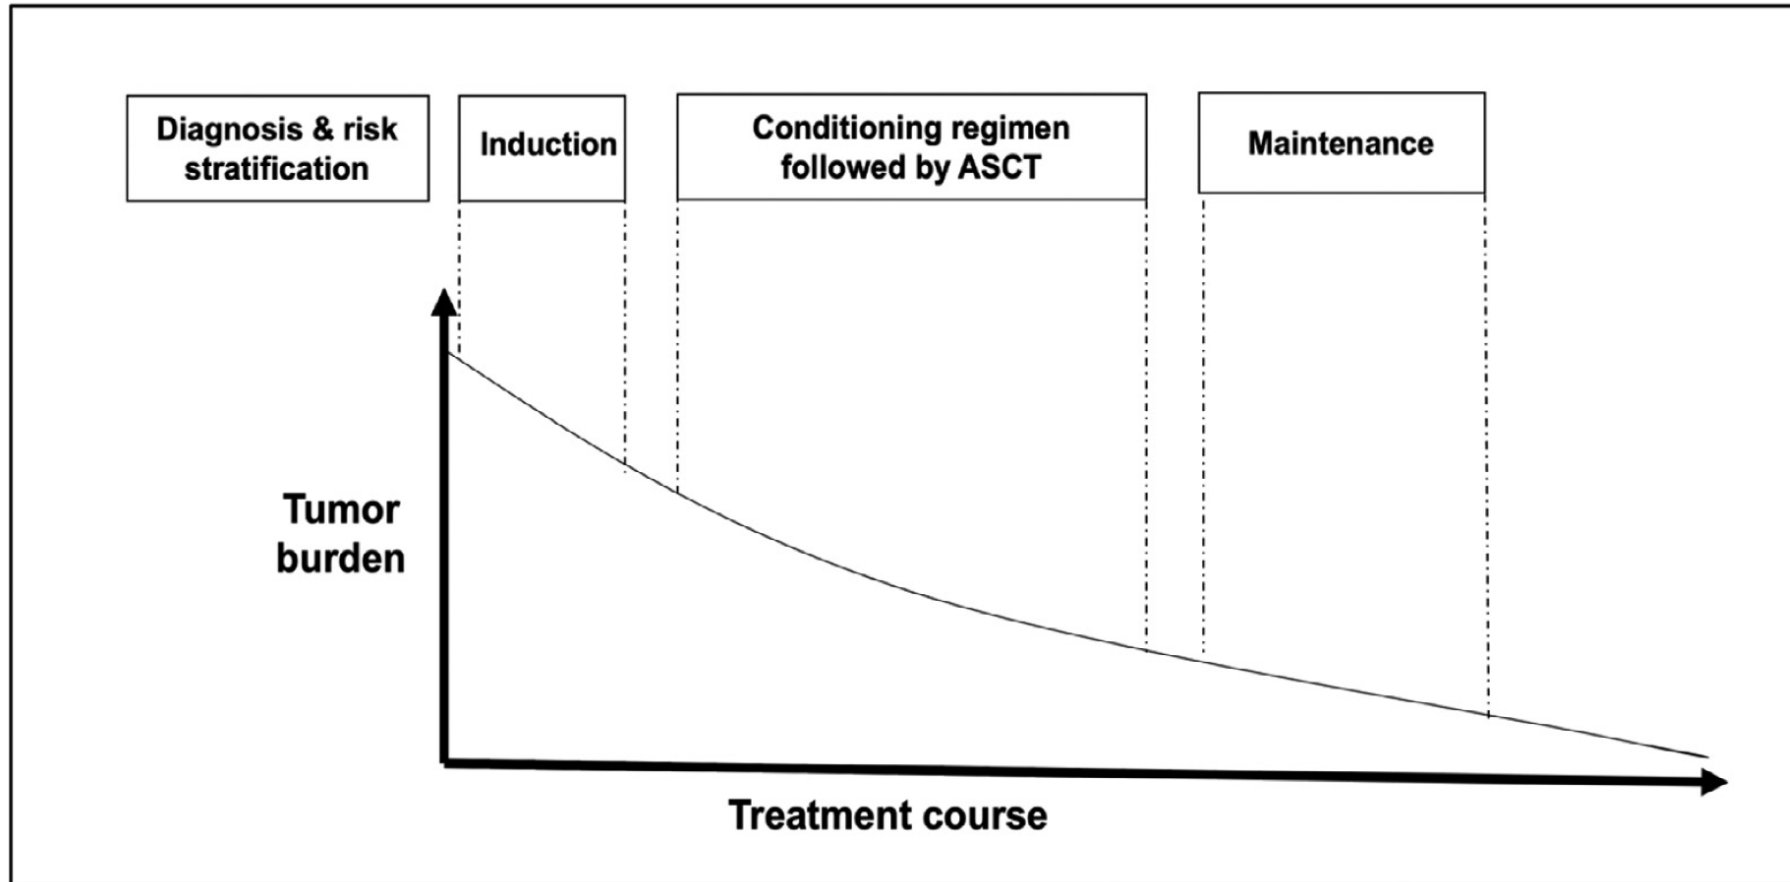 Diagnosis & risk
stratification
Induction
Conditioning regimen
followed by ASCT
Maintenance
Tumor
burden
Treatment course